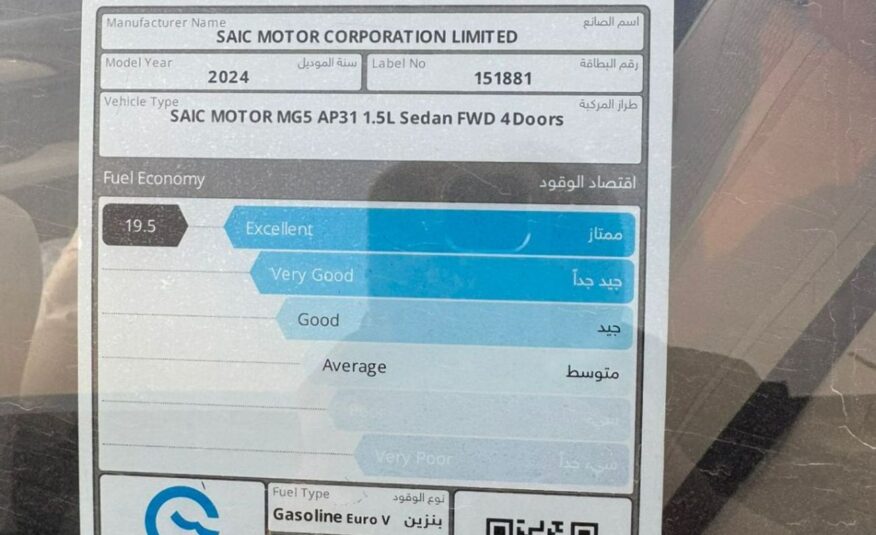 Manufacturer Name اسم الصانع
SAIC MOTOR CORPORATION LIMITED
Model Year سنة الموديل Label No رقم البطاقة
2024 151881
Vehicle Type طراز المركبة
SAIC MOTOR MG5 AP31 1.5L Sedan FWD 4Doors
Fuel Economy اقتصاد الوقود
19.5 Excellent ممتاز
Very Good جيد جداً
Good جيد
Average متوسط
Very Poor سيء جداً
Fuel Type نوع الوقود
Gasoline Euro V بنزين